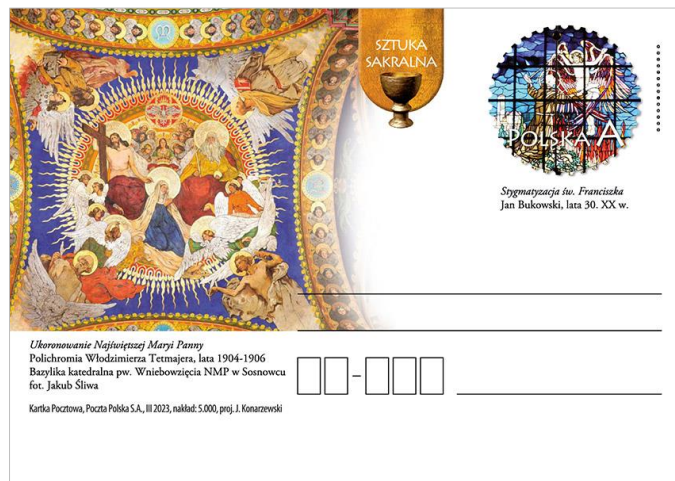 SZTUKA
SAKRALNA
POLSKA A
Stygmatyzacja św. Franciszka
Jan Bukowski, lata 30. XX w.
Ukoronowanie Najświętszej Maryi Panny
Polichromia Włodzimierza Tetmajera, lata 1904-1906
Bazylika katedralna pw. Wniebowzięcia NMP w Sosnowcu
fot. Jakub Śliwa
Kartka Pocztowa, Poczta Polska S.A., III 2023, nakład: 5.000, proj. J. Konarzewski